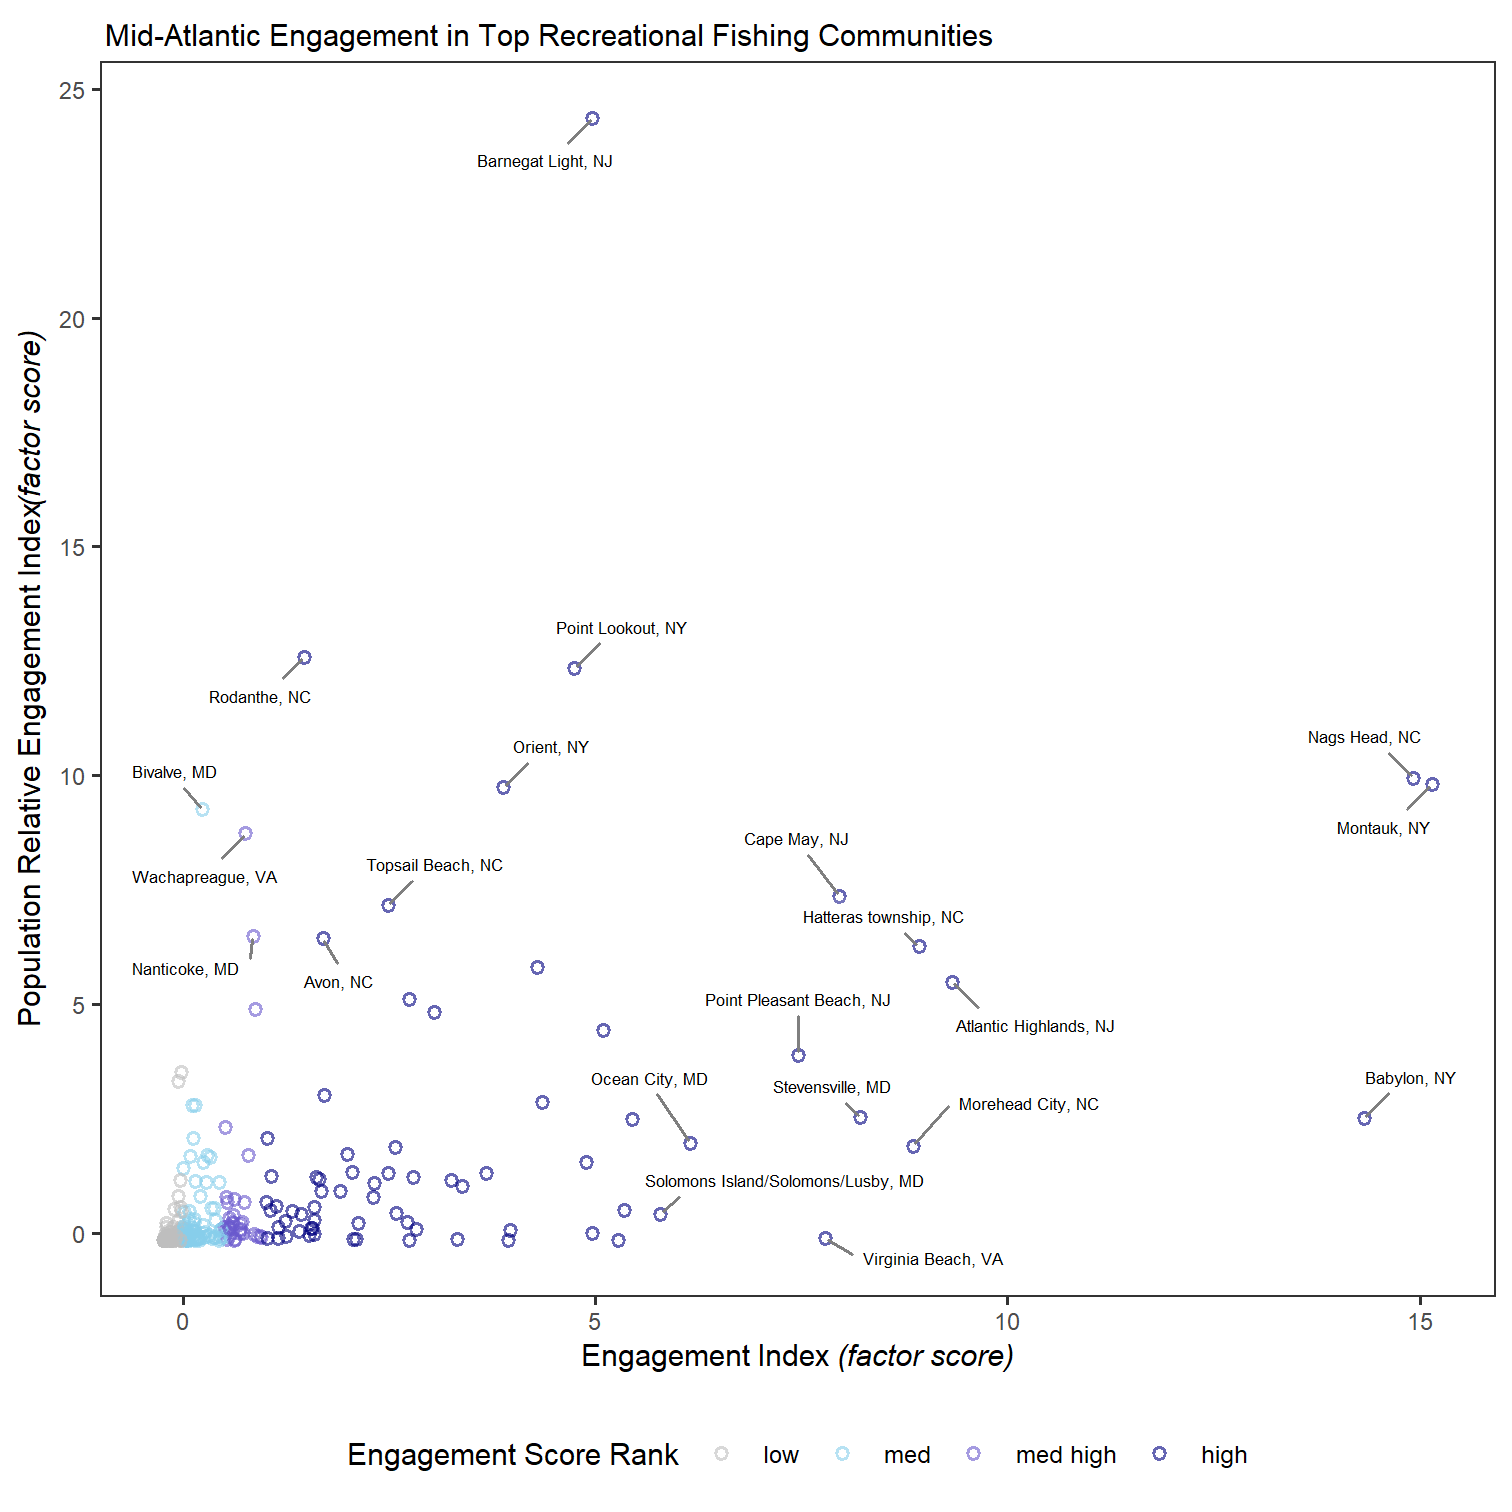 Mid-Atlantic Engagement in Top Recreational Fishing Communities
Population Relative Engagement Index(factor score)
25
20
15
10
5
0
Barnegat Light, NJ
Point Lookout, NY
Rodanthe, NC
Nags Head, NC
Orient, NY
Bivalve, MD
Montauk, NY
Cape May, NJ
Topsail Beach, NC
Wachapreague, VA
Hatteras township, NC
Nanticoke, MD
Avon, NC
Point Pleasant Beach, NJ
Atlantic Highlands, NJ
Ocean City, MD
Babylon, NY
Stevensville, MD
Morehead City, NC
Solomons Island/Solomons/Lusby, MD
Virginia Beach, VA
0
5
10
15
Engagement Index (factor score)
Engagement Score Rank
low
med
med high
high